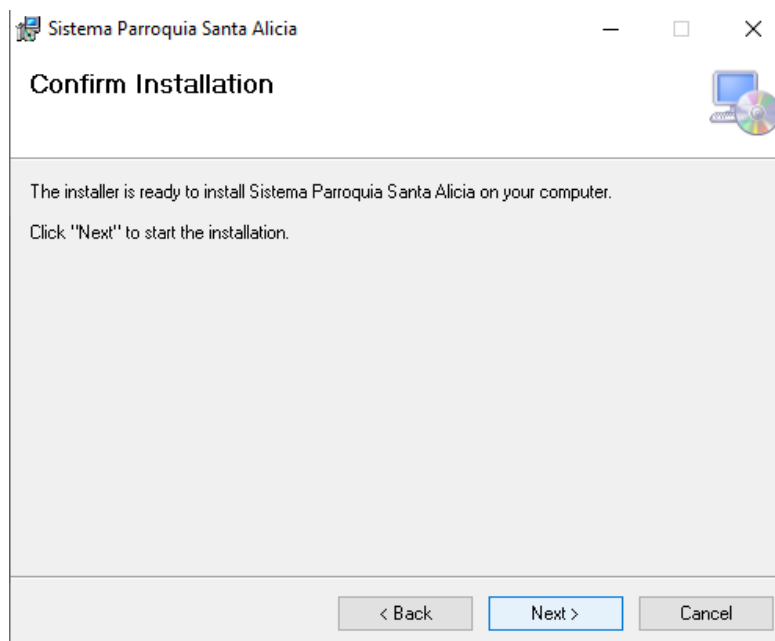 Sistema Parroquia Santa Alicia
Confirm Installation
The installer is ready to install Sistema Parroquia Santa Alicia on your computer.
Click "Next" to start the installation.
< Back Next > Cancel